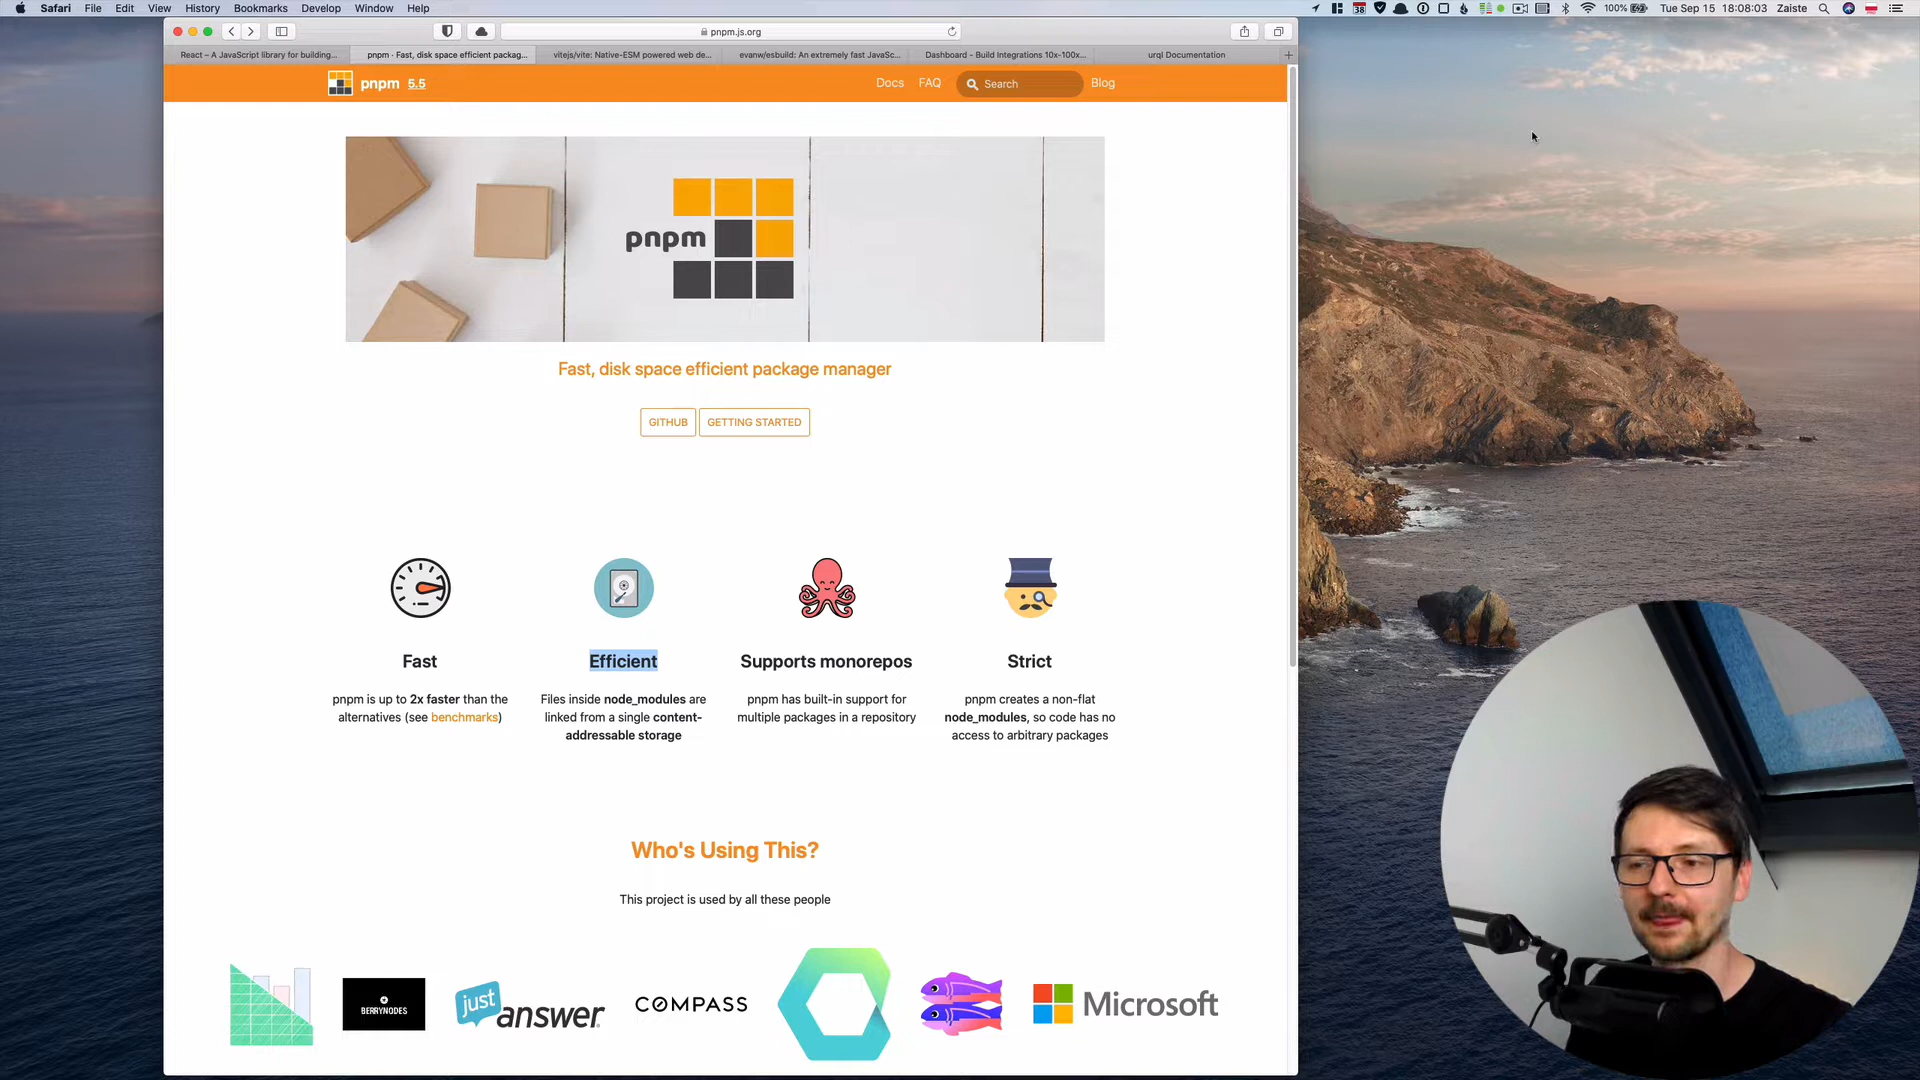 Safari File Edit View History Bookmarks Develop Window Help
38
100% Tue Sep 15 18:08:03 Zaiste
pnpm.js.org
React – A JavaScript library for building...
pnpm · Fast, disk space efficient packag...
vitejs/vite: Native-ESM powered web de...
evanw/esbuild: An extremely fast JavaSc...
Dashboard - Build Integrations 10x-100x...
urql Documentation
pnpm 5.5
Docs FAQ Search Blog
pnpm
Fast, disk space efficient package manager
GITHUB GETTING STARTED
Fast
pnpm is up to 2x faster than the
alternatives (see benchmarks)
Efficient
Files inside node_modules are
linked from a single content-
addressable storage
Supports monorepos
pnpm has built-in support for
multiple packages in a repository
Strict
pnpm creates a non-flat
node_modules, so code has no
access to arbitrary packages
Who's Using This?
This project is used by all these people
BERRYNODES
just
answer
COMPASS
Microsoft